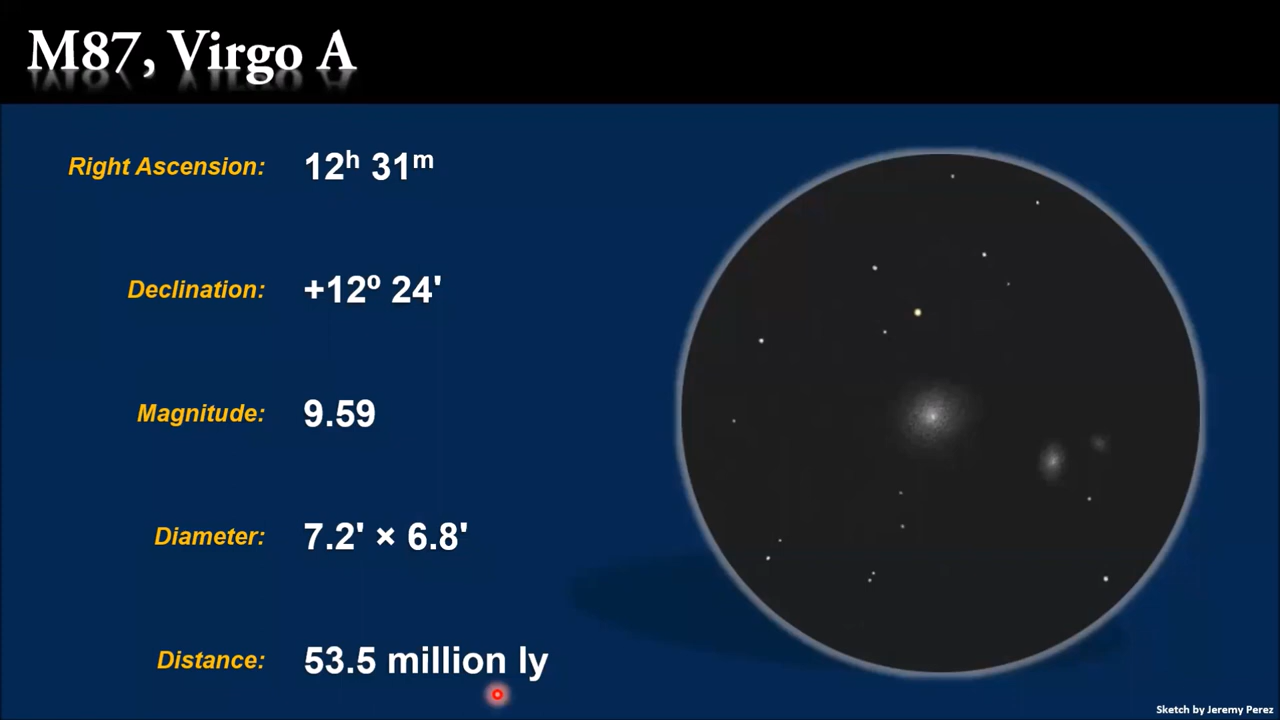 M87, Virgo A
Right Ascension: 12ʰ 31ᵐ
Declination: +12º 24'
Magnitude: 9.59
Diameter: 7.2' × 6.8'
Distance: 53.5 million ly
Sketch by Jeremy Perez